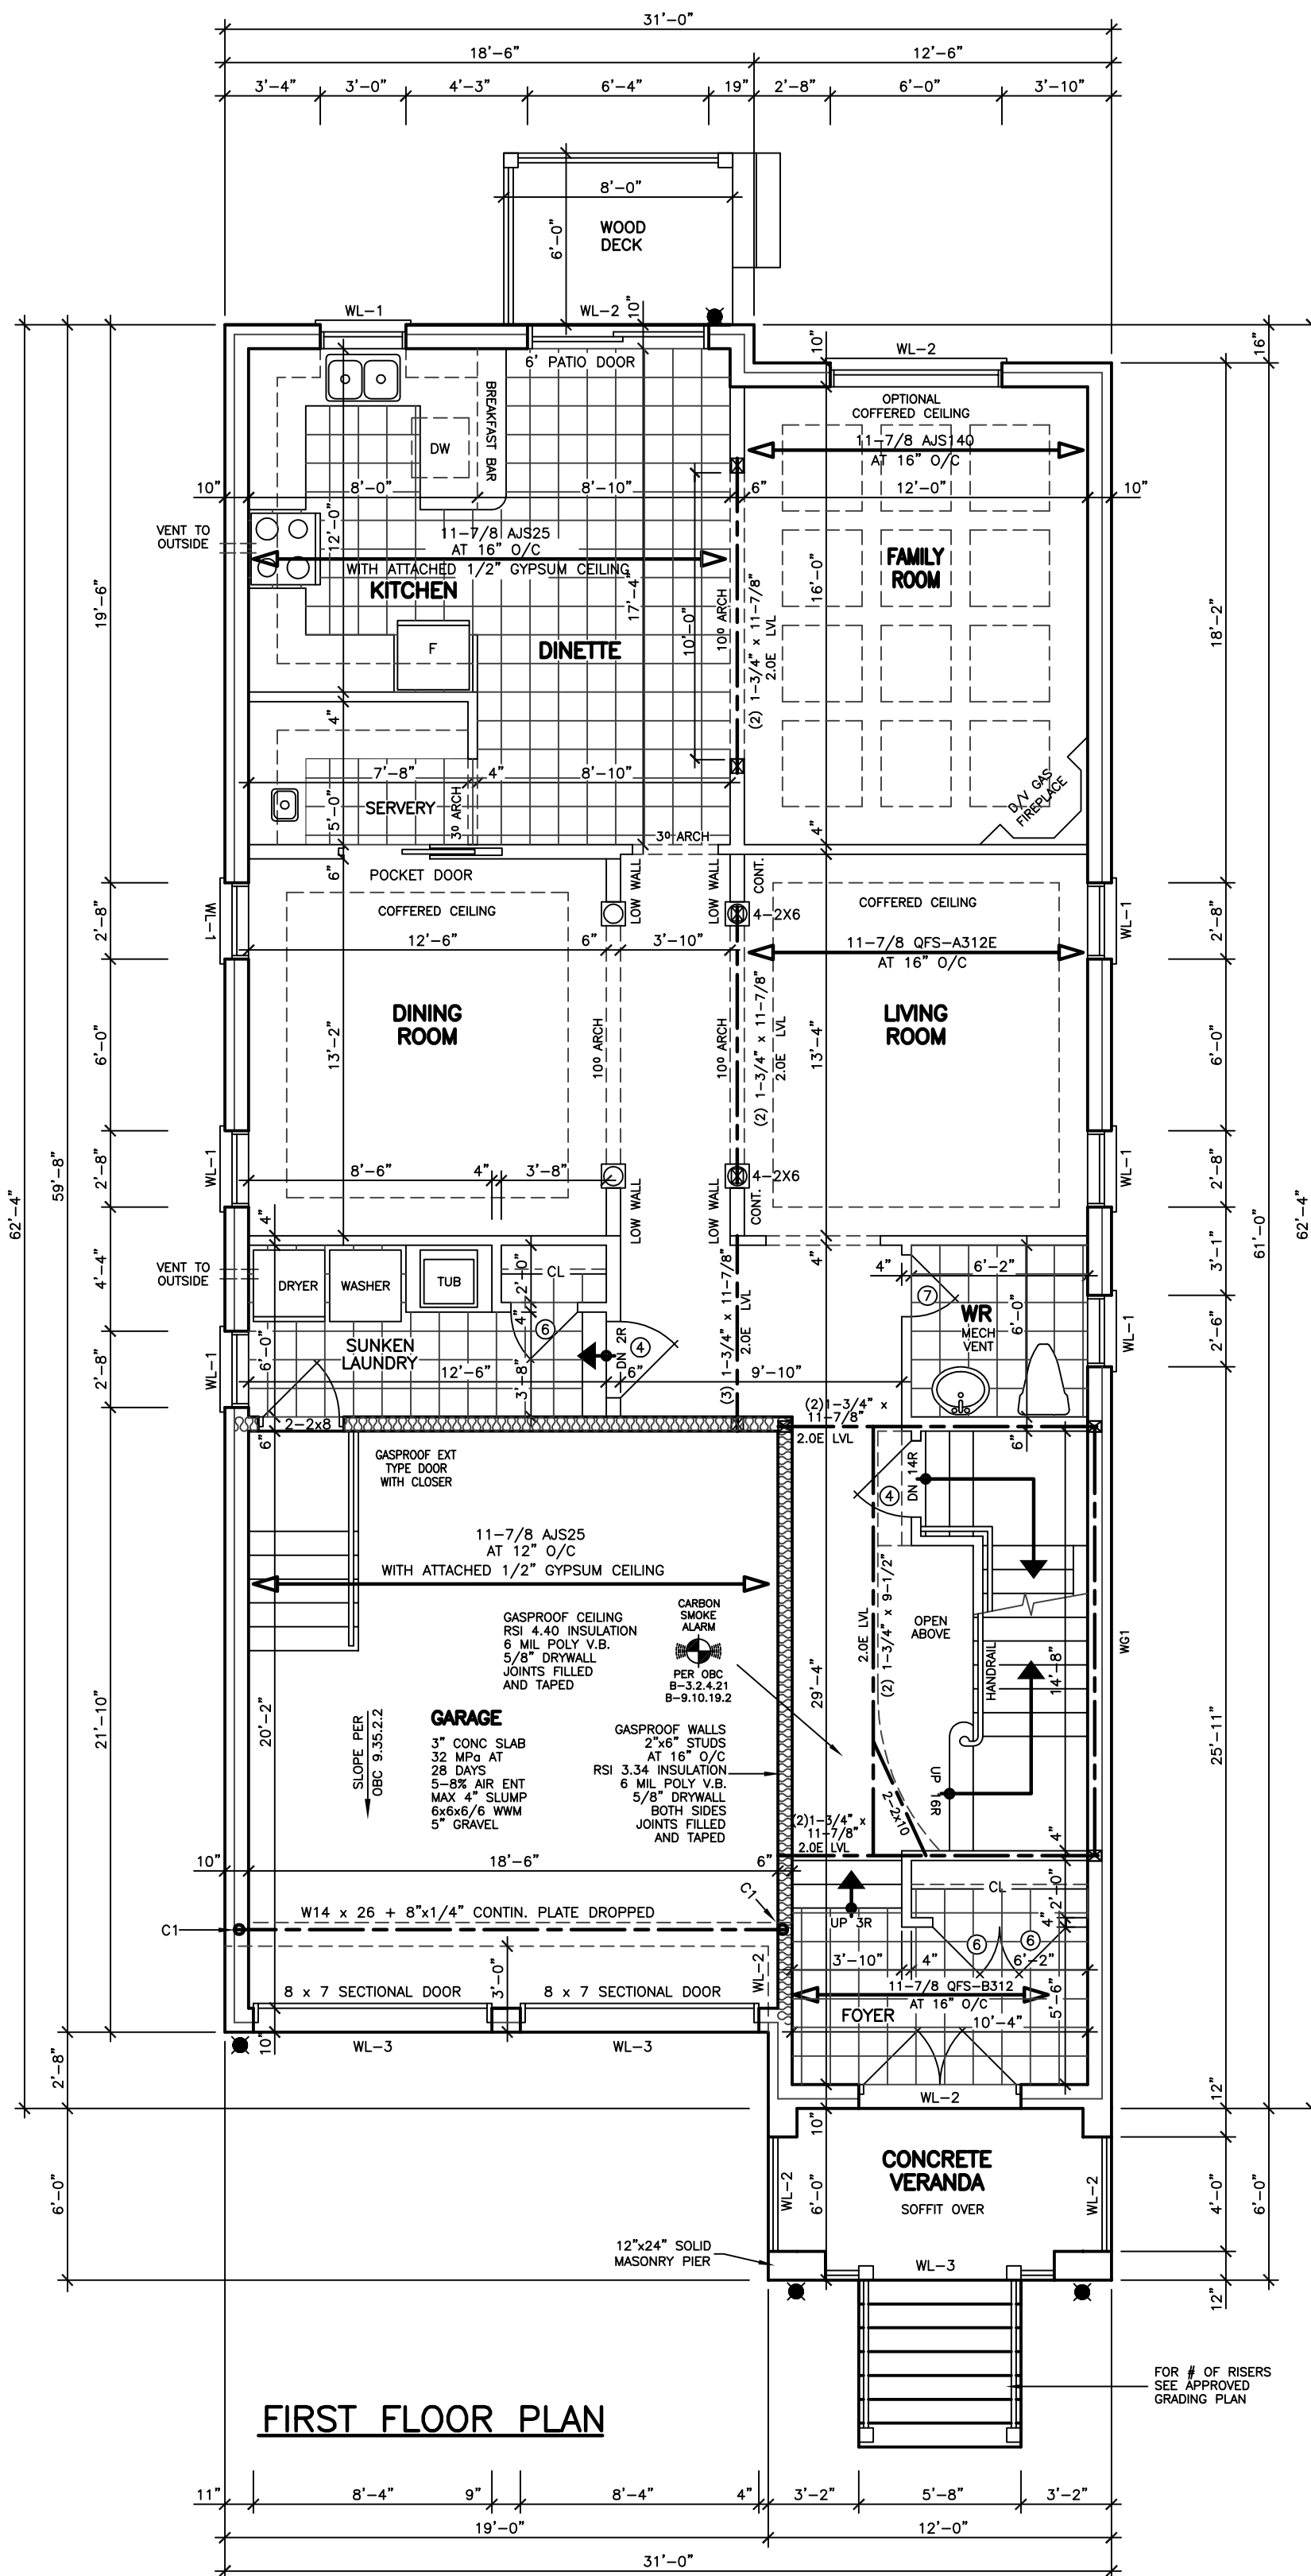 31'-0"
18'-6"
12'-6"
3'-4"
3'-0"
4'-3"
6'-4"
19"
2'-8"
6'-0"
3'-10"
8'-0"
6'-0"
WOOD
DECK
WL-1
WL-2
10"
16"
WL-2
10"
6' PATIO DOOR
OPTIONAL
COFFERED CEILING
BREAKFAST BAR
DW
11-7/8 AJS140
AT 16" O/C
10"
8'-0"
8'-10"
6"
12'-0"
10"
VENT TO
OUTSIDE
12'-0"
11-7/8 AJS25
AT 16" O/C
WITH ATTACHED 1/2" GYPSUM CEILING
KITCHEN
FAMILY
ROOM
17'-4"
16'-0"
10'-0"
10⁰ ARCH
(2) 1-3/4" x 11-7/8"
2.0E LVL
19'-6"
18'-2"
F
DINETTE
4"
7'-8"
4"
8'-10"
SERVERY
5'-0"
3⁰ ARCH
3⁰ ARCH
D/V GAS
FIREPLACE
4"
6"
POCKET DOOR
LOW WALL
LOW WALL
CONT.
COFFERED CEILING
COFFERED CEILING
4-2X6
WL-1
WL-1
2'-8"
2'-8"
12'-6"
6"
3'-10"
11-7/8 QFS-A312E
AT 16" O/C
DINING
ROOM
LIVING
ROOM
13'-2"
13'-4"
10⁰ ARCH
10⁰ ARCH
(2) 1-3/4" x 11-7/8"
2.0E LVL
6'-0"
6'-0"
62'-4"
59'-8"
61'-0"
62'-4"
8'-6"
4"
3'-8"
4-2X6
WL-1
WL-1
2'-8"
2'-8"
LOW WALL
LOW WALL
CONT.
4"
4"
4"
6'-2"
VENT TO
OUTSIDE
DRYER
WASHER
TUB
CL
2'-0"
4"
6
7
WR
MECH
VENT
6'-0"
4'-4"
3'-1"
2'-6"
WL-1
WL-1
2'-8"
SUNKEN
LAUNDRY
6'-0"
12'-6"
3'-8"
DN 2R
4
6"
(3) 1-3/4" x 11-7/8"
2.0E LVL
9'-10"
(2)1-3/4" x
11-7/8"
2.0E LVL
2-2x8
6"
6"
GASPROOF EXT
TYPE DOOR
WITH CLOSER
4
DN 14R
11-7/8 AJS25
AT 12" O/C
WITH ATTACHED 1/2" GYPSUM CEILING
GASPROOF CEILING
RSI 4.40 INSULATION
6 MIL POLY V.B.
5/8" DRYWALL
JOINTS FILLED
AND TAPED
CARBON
SMOKE
ALARM
PER OBC
B-3.2.4.21
B-9.10.19.2
2.0E LVL
(2) 1-3/4" x 9-1/2"
OPEN
ABOVE
HANDRAIL
14'-8"
WG1
29'-4"
20'-2"
21'-10"
25'-11"
SLOPE PER
OBC 9.35.2.2
GARAGE
3" CONC SLAB
32 MPa AT
28 DAYS
5-8% AIR ENT
MAX 4" SLUMP
6x6x6/6 WWM
5" GRAVEL
GASPROOF WALLS
2"x6" STUDS
AT 16" O/C
RSI 3.34 INSULATION
6 MIL POLY V.B.
5/8" DRYWALL
BOTH SIDES
JOINTS FILLED
AND TAPED
UP 16R
2-2x10
(2)1-3/4" x
11-7/8"
2.0E LVL
4"
10"
18'-6"
6"
CL
2'-0"
4"
C1
C1
W14 x 26 + 8"x1/4" CONTIN. PLATE DROPPED
UP 3R
6
6
3'-10"
4"
6'-2"
3'-0"
WL-2
8 x 7 SECTIONAL DOOR
8 x 7 SECTIONAL DOOR
11-7/8 QFS-B312
AT 16" O/C
FOYER
10'-4"
5'-6"
10"
WL-3
WL-3
2'-8"
WL-2
12"
10"
CONCRETE
VERANDA
SOFFIT OVER
WL-2
WL-2
6'-0"
6'-0"
4'-0"
6'-0"
12"x24" SOLID
MASONRY PIER
WL-3
12"
FOR # OF RISERS
SEE APPROVED
GRADING PLAN
FIRST FLOOR PLAN
11"
8'-4"
9"
8'-4"
4"
3'-2"
5'-8"
3'-2"
19'-0"
12'-0"
31'-0"